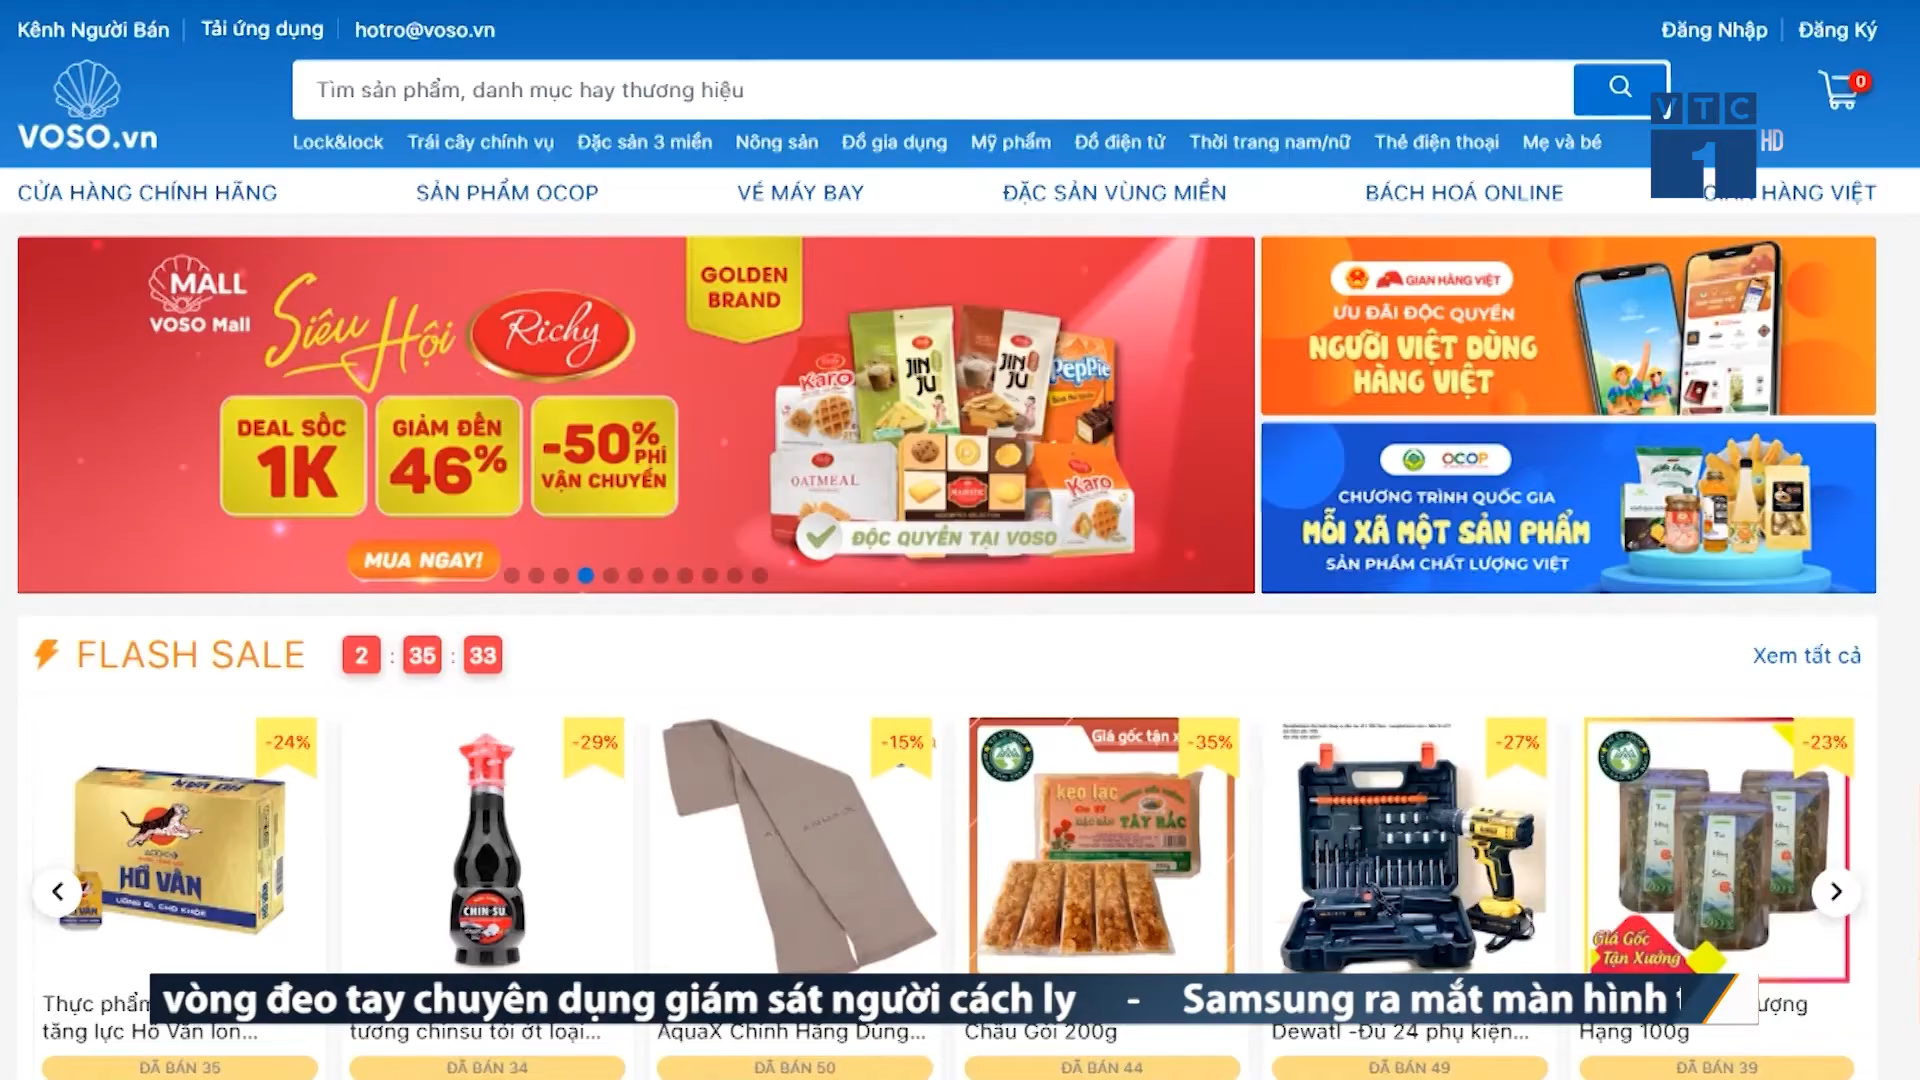 Kênh Người Bán
Tải ứng dụng
hotro@voso.vn
Đăng Nhập
Đăng Ký
VOSO.vn
Tìm sản phẩm, danh mục hay thương hiệu
0
VTC
1
HD
Lock&lock
Trái cây chính vụ
Đặc sản 3 miền
Nông sản
Đồ gia dụng
Mỹ phẩm
Đồ điện tử
Thời trang nam/nữ
Thẻ điện thoại
Mẹ và bé
CỬA HÀNG CHÍNH HÃNG
SẢN PHẨM OCOP
VÉ MÁY BAY
ĐẶC SẢN VÙNG MIỀN
BÁCH HOÁ ONLINE
HÀNG VIỆT
MALL
VOSO Mall
Siêu Hội
Richy
GOLDEN
BRAND
DEAL SỐC
1K
GIẢM ĐẾN
46%
-50% PHÍ
VẬN CHUYỂN
MUA NGAY!
Karo
JINJU
JINJU
PepPie
OATMEAL
MAJESTIC
Karo
ĐỘC QUYỀN TẠI VOSO
GIAN HÀNG VIỆT
ƯU ĐÃI ĐỘC QUYỀN
NGƯỜI VIỆT DÙNG
HÀNG VIỆT
OCOP
CHƯƠNG TRÌNH QUỐC GIA
MỖI XÃ MỘT SẢN PHẨM
SẢN PHẨM CHẤT LƯỢNG VIỆT
FLASH SALE
2 : 35 : 33
Xem tất cả
-24%
-29%
-15%
-35%
-27%
-23%
HỔ VẰN
CHIN-SU
Giá gốc tận x
kẹo lạc
ĐẶC SẢN
TÂY BẮC
Giá Gốc
Tận Xưởng
Thực phẩm
tăng lực Hổ Vằn lon...
tương chinsu tỏi ớt loại...
AquaX Chính Hãng Dùng...
Châu Gói 200g
Dewatl -Đủ 24 phụ kiện...
ượng
Hạng 100g
vòng đeo tay chuyên dụng giám sát người cách ly - Samsung ra mắt màn hình
ĐÃ BÁN 35
ĐÃ BÁN 34
ĐÃ BÁN 50
ĐÃ BÁN 44
ĐÃ BÁN 49
ĐÃ BÁN 39